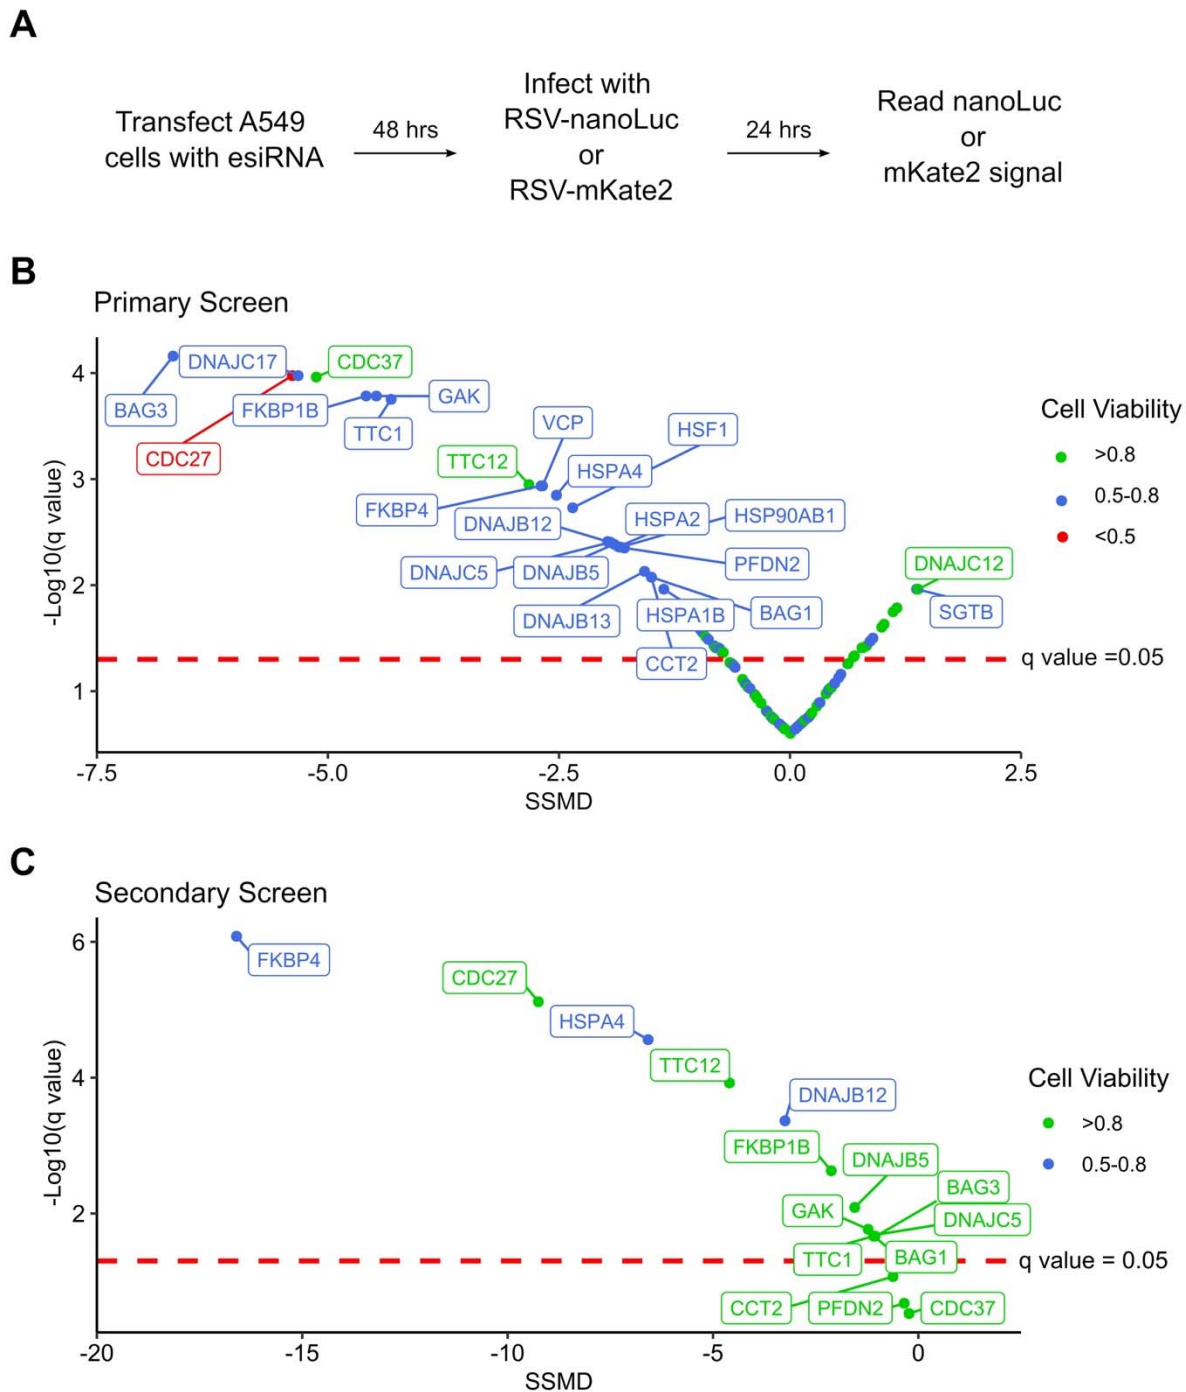 A
Transfect A549
cells with esiRNA
48 hrs
Infect with
RSV-nanoLuc
or
RSV-mKate2
24 hrs
Read nanoLuc
or
mKate2 signal
B
Primary Screen
-Log10(q value)
4
3
2
1
BAG3
DNAJC17
CDC37
CDC27
FKBP1B
GAK
TTC1
VCP
HSF1
TTC12
HSPA4
FKBP4
DNAJB12
HSPA2
HSP90AB1
DNAJC5
DNAJB5
PFDN2
DNAJB13
HSPA1B
BAG1
CCT2
DNAJC12
SGTB
q value =0.05
-7.5
-5.0
-2.5
0.0
2.5
SSMD
Cell Viability
>0.8
0.5-0.8
<0.5
C
Secondary Screen
-Log10(q value)
6
4
2
FKBP4
CDC27
HSPA4
TTC12
DNAJB12
FKBP1B
DNAJB5
BAG3
GAK
DNAJC5
TTC1
BAG1
CCT2
PFDN2
CDC37
q value = 0.05
-20
-15
-10
-5
0
SSMD
Cell Viability
>0.8
0.5-0.8